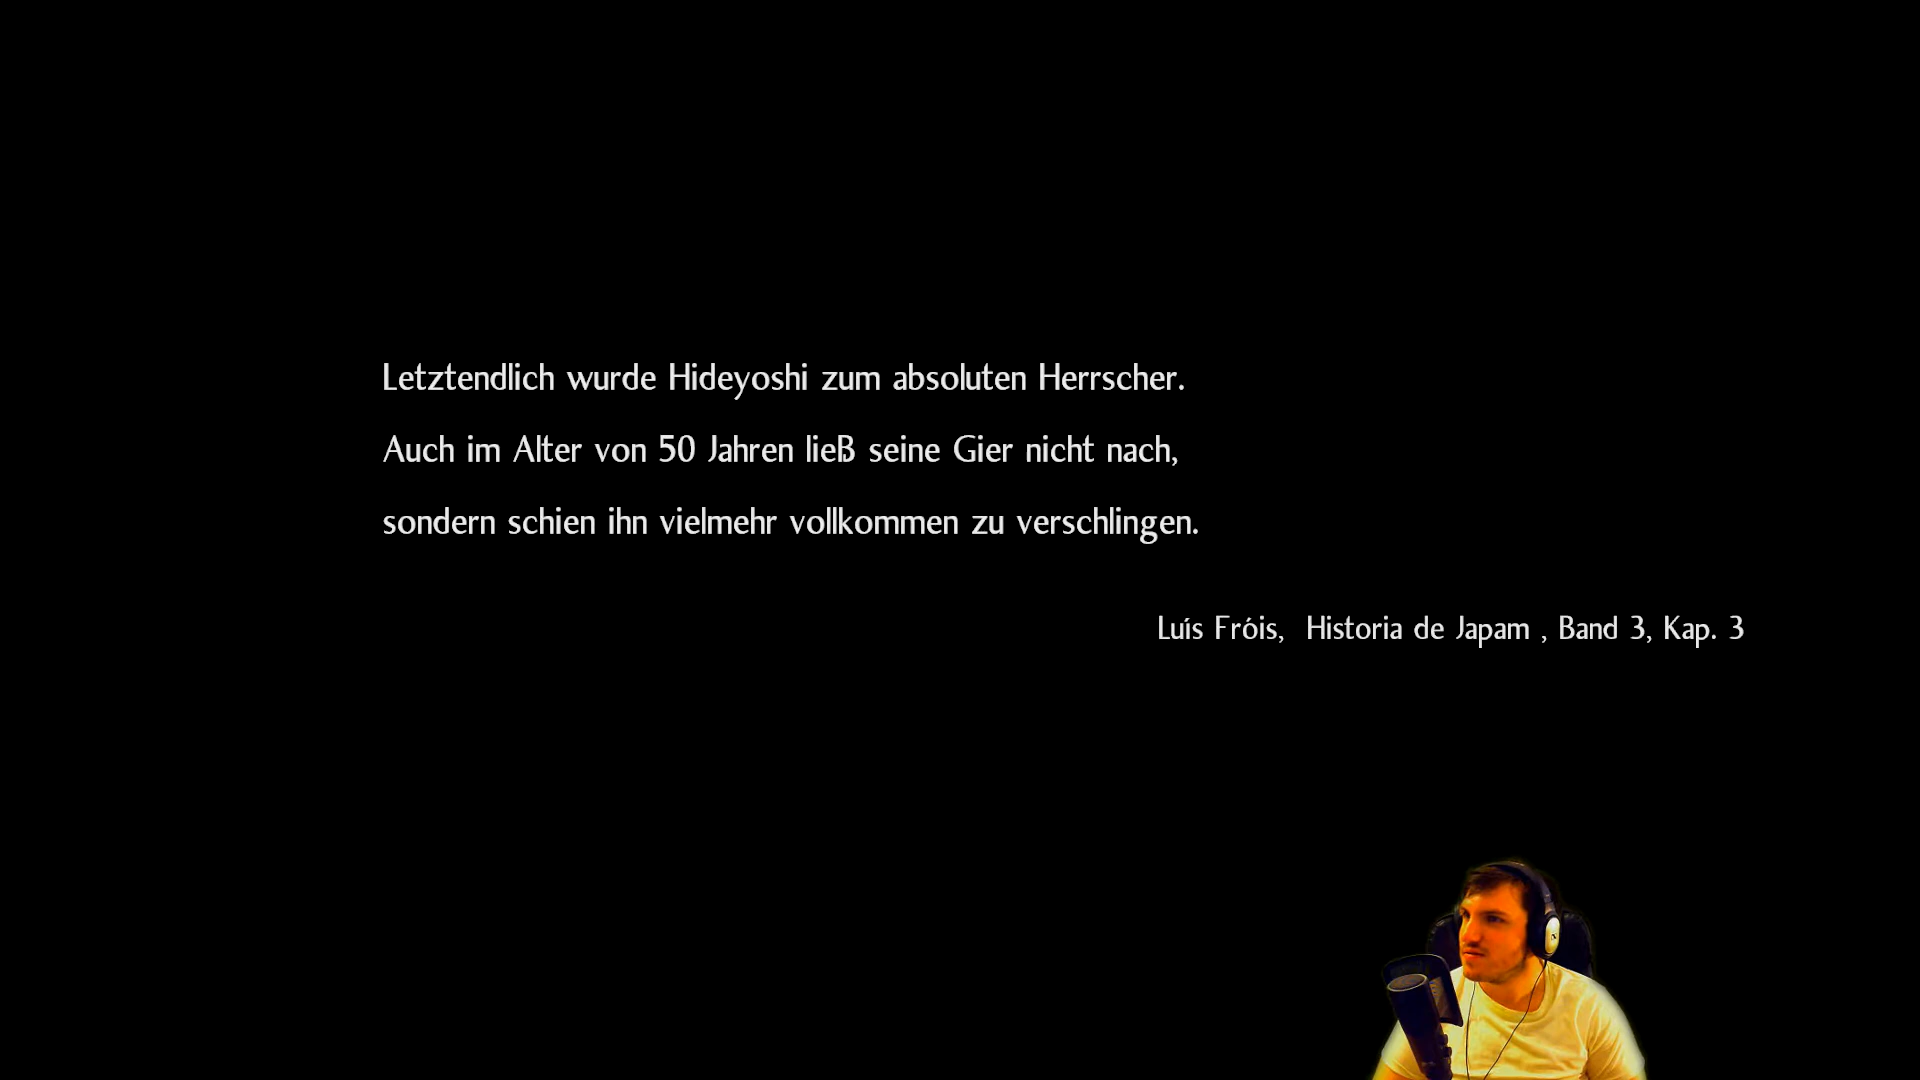 Letztendlich wurde Hideyoshi zum absoluten Herrscher.
Auch im Alter von 50 Jahren ließ seine Gier nicht nach,
sondern schien ihn vielmehr vollkommen zu verschlingen.
Luís Fróis,  Historia de Japam , Band 3, Kap. 3